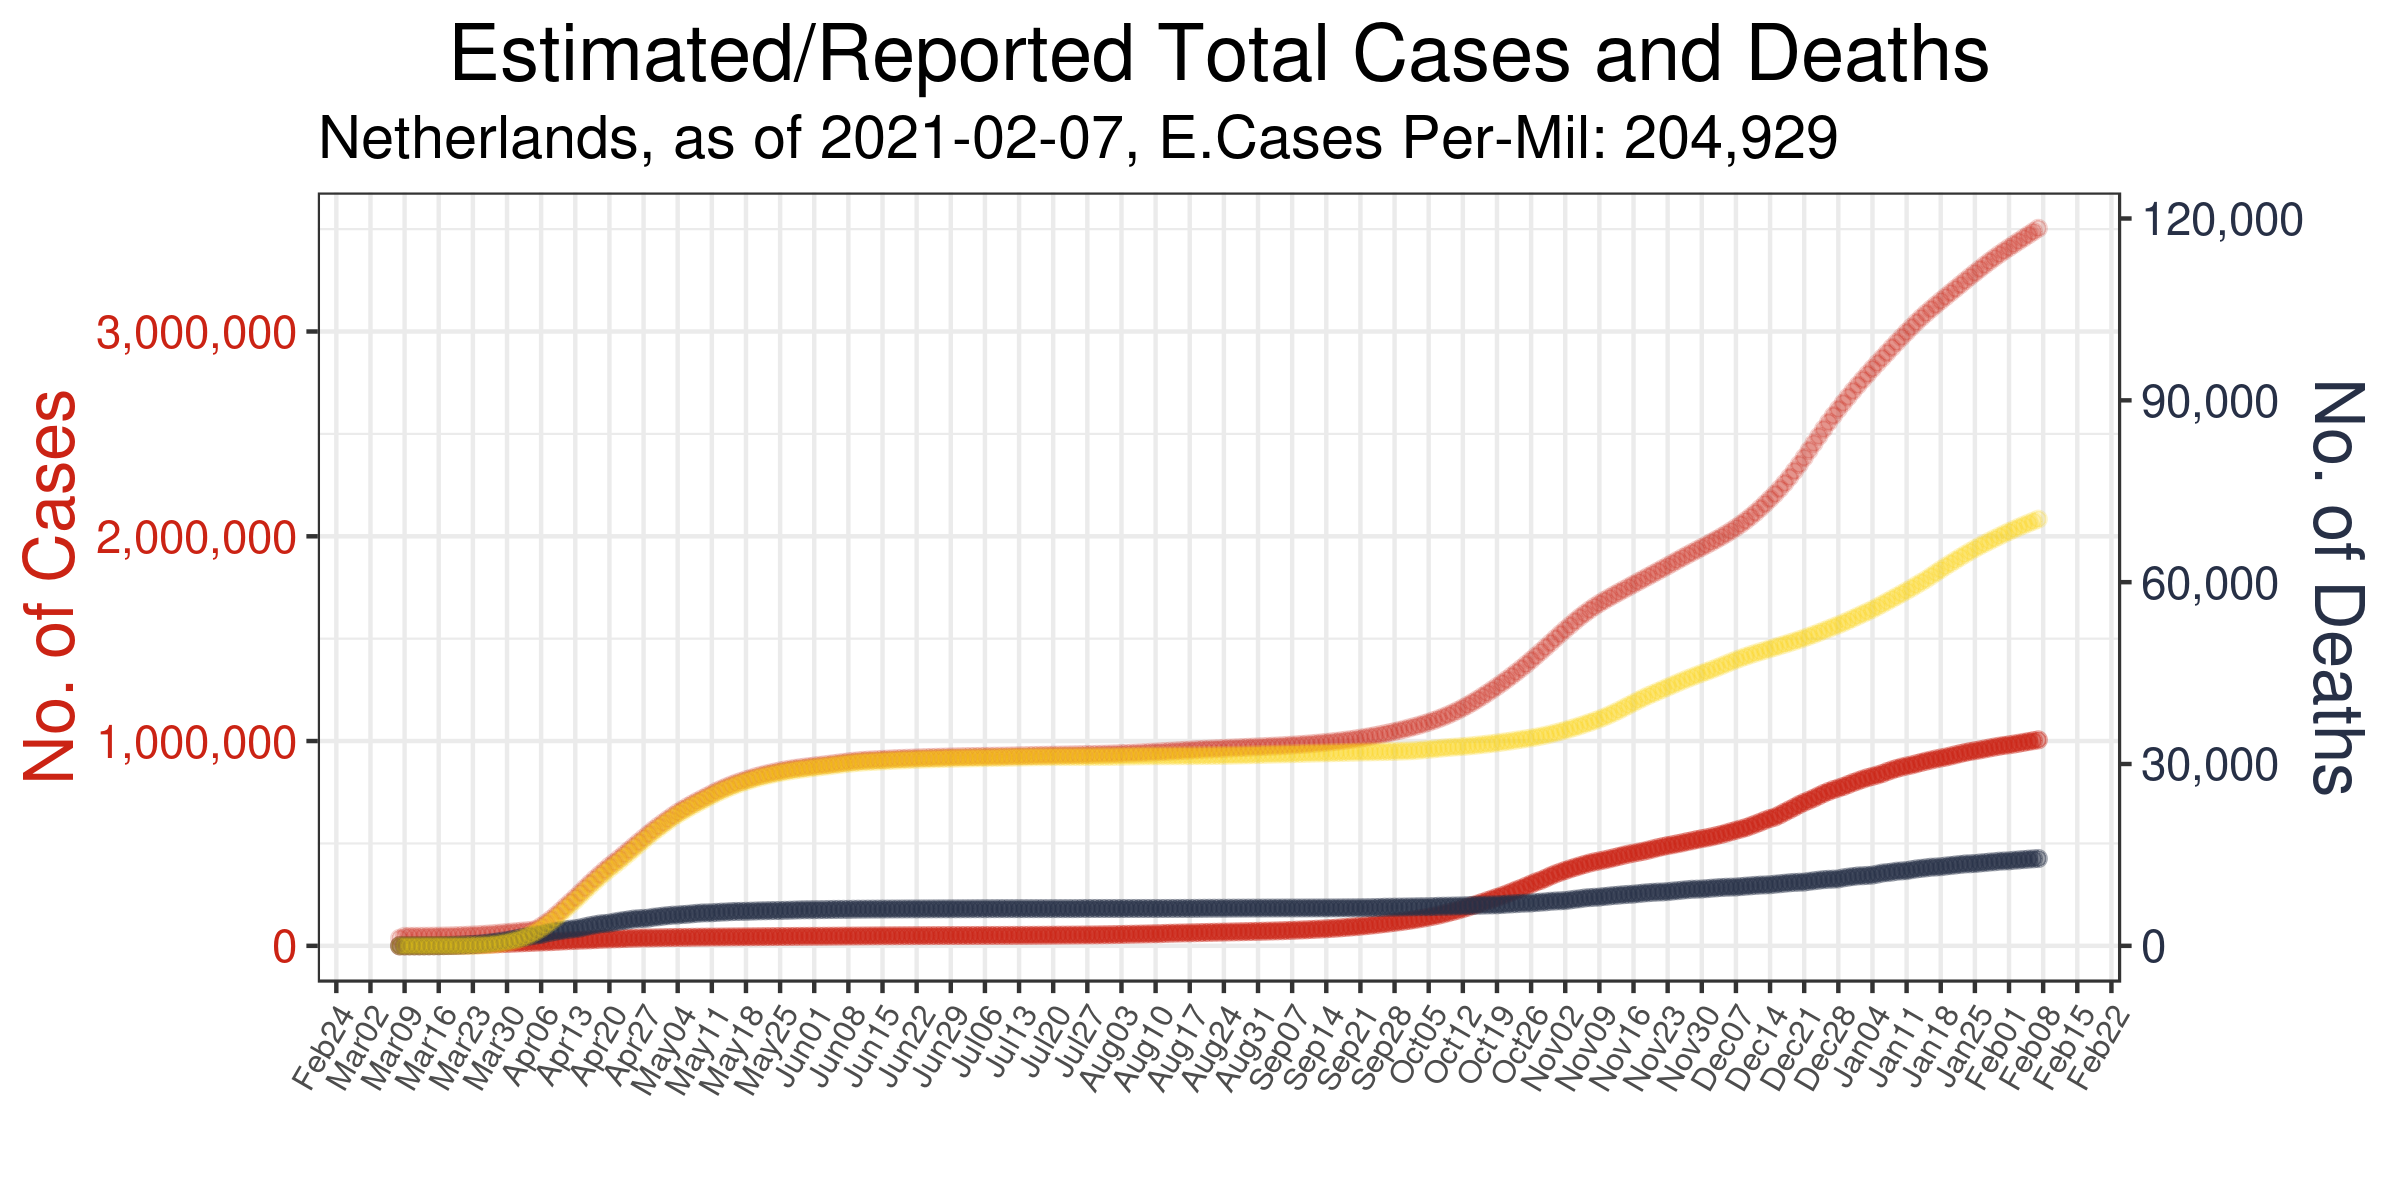 Estimated/Reported Total Cases and Deaths
Netherlands, as of 2021-02-07, E.Cases Per-Mil: 204,929
No. of Cases
3,000,000
2,000,000
1,000,000
0
120,000
90,000
60,000
30,000
0
No. of Deaths
Feb24
Mar02
Mar09
Mar16
Mar23
Mar30
Apr06
Apr13
Apr20
Apr27
May04
May11
May18
May25
Jun01
Jun08
Jun15
Jun22
Jun29
Jul06
Jul13
Jul20
Jul27
Aug03
Aug10
Aug17
Aug24
Aug31
Sep07
Sep14
Sep21
Sep28
Oct05
Oct12
Oct19
Oct26
Nov02
Nov09
Nov16
Nov23
Nov30
Dec07
Dec14
Dec21
Dec28
Jan04
Jan11
Jan18
Jan25
Feb01
Feb08
Feb15
Feb22